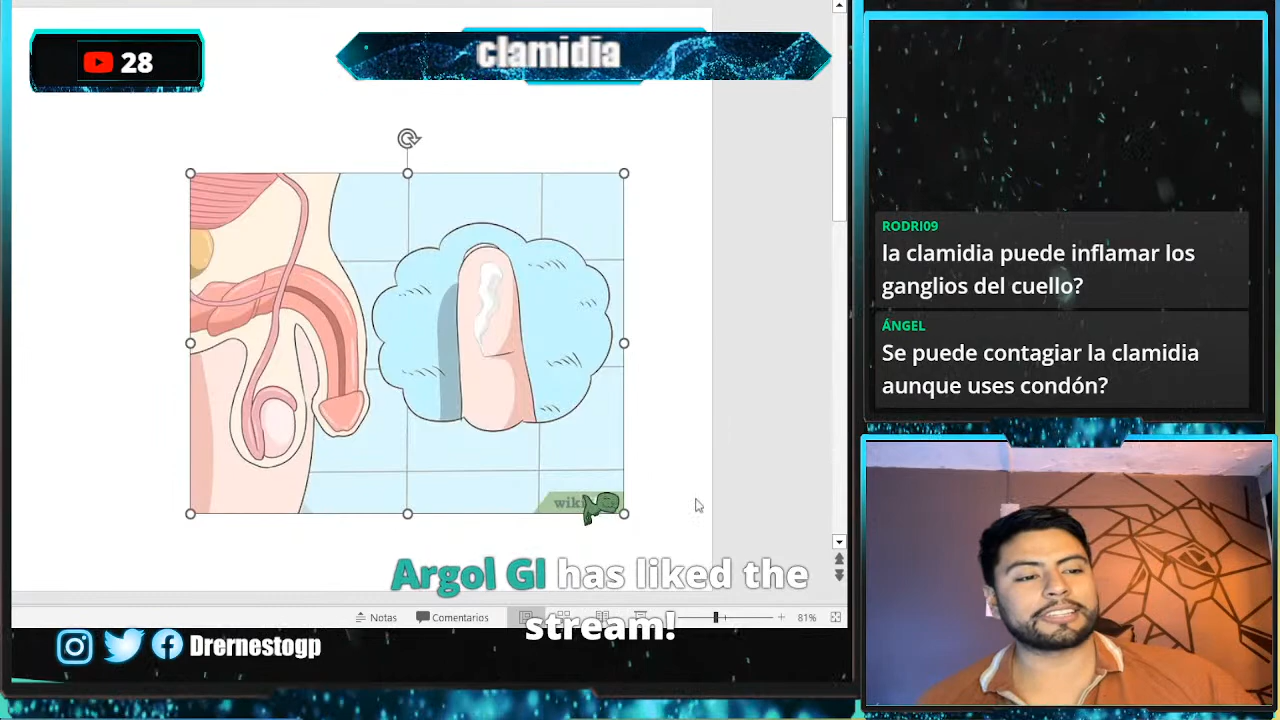 28
clamidia
RODRI09
la clamidia puede inflamar los
ganglios del cuello?
ÁNGEL
Se puede contagiar la clamidia
aunque uses condón?
wiki
Argol Gl has liked the
stream!
Notas
Comentarios
81%
Drernestogp